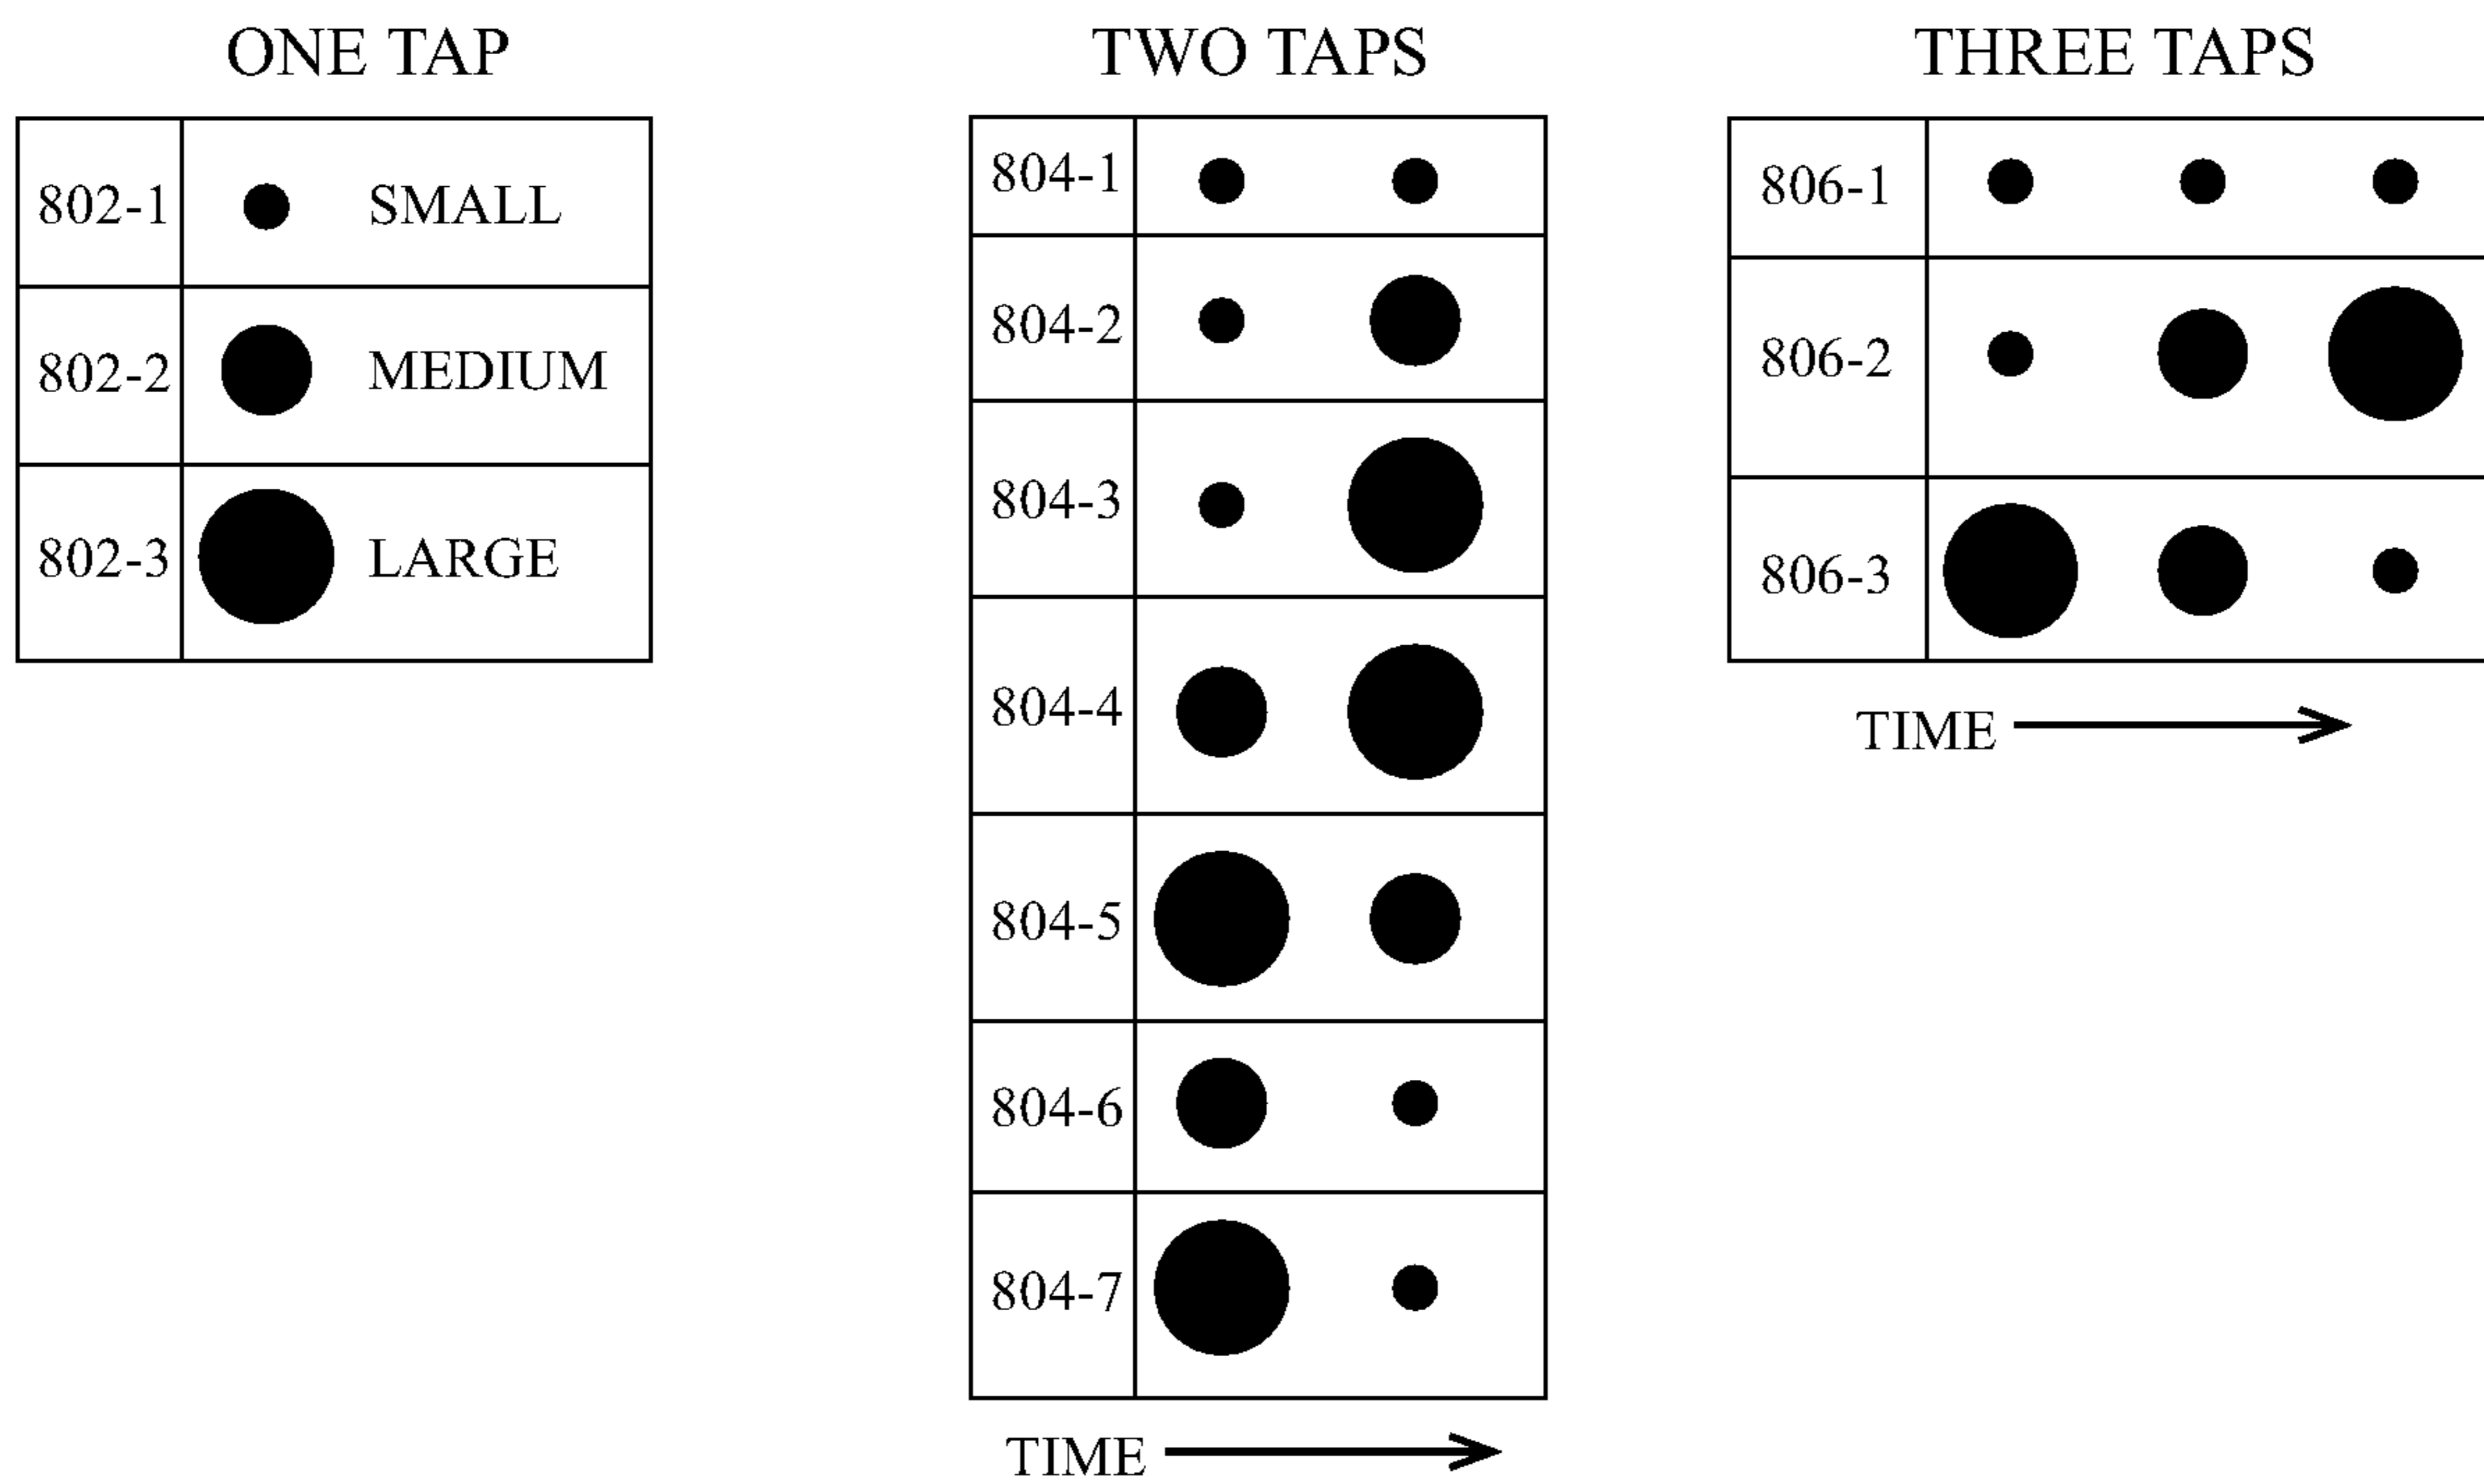 ONE TAP
802-1 SMALL
802-2 MEDIUM
802-3 LARGE
TWO TAPS
804-1
804-2
804-3
804-4
804-5
804-6
804-7
TIME
THREE TAPS
806-1
806-2
806-3
TIME